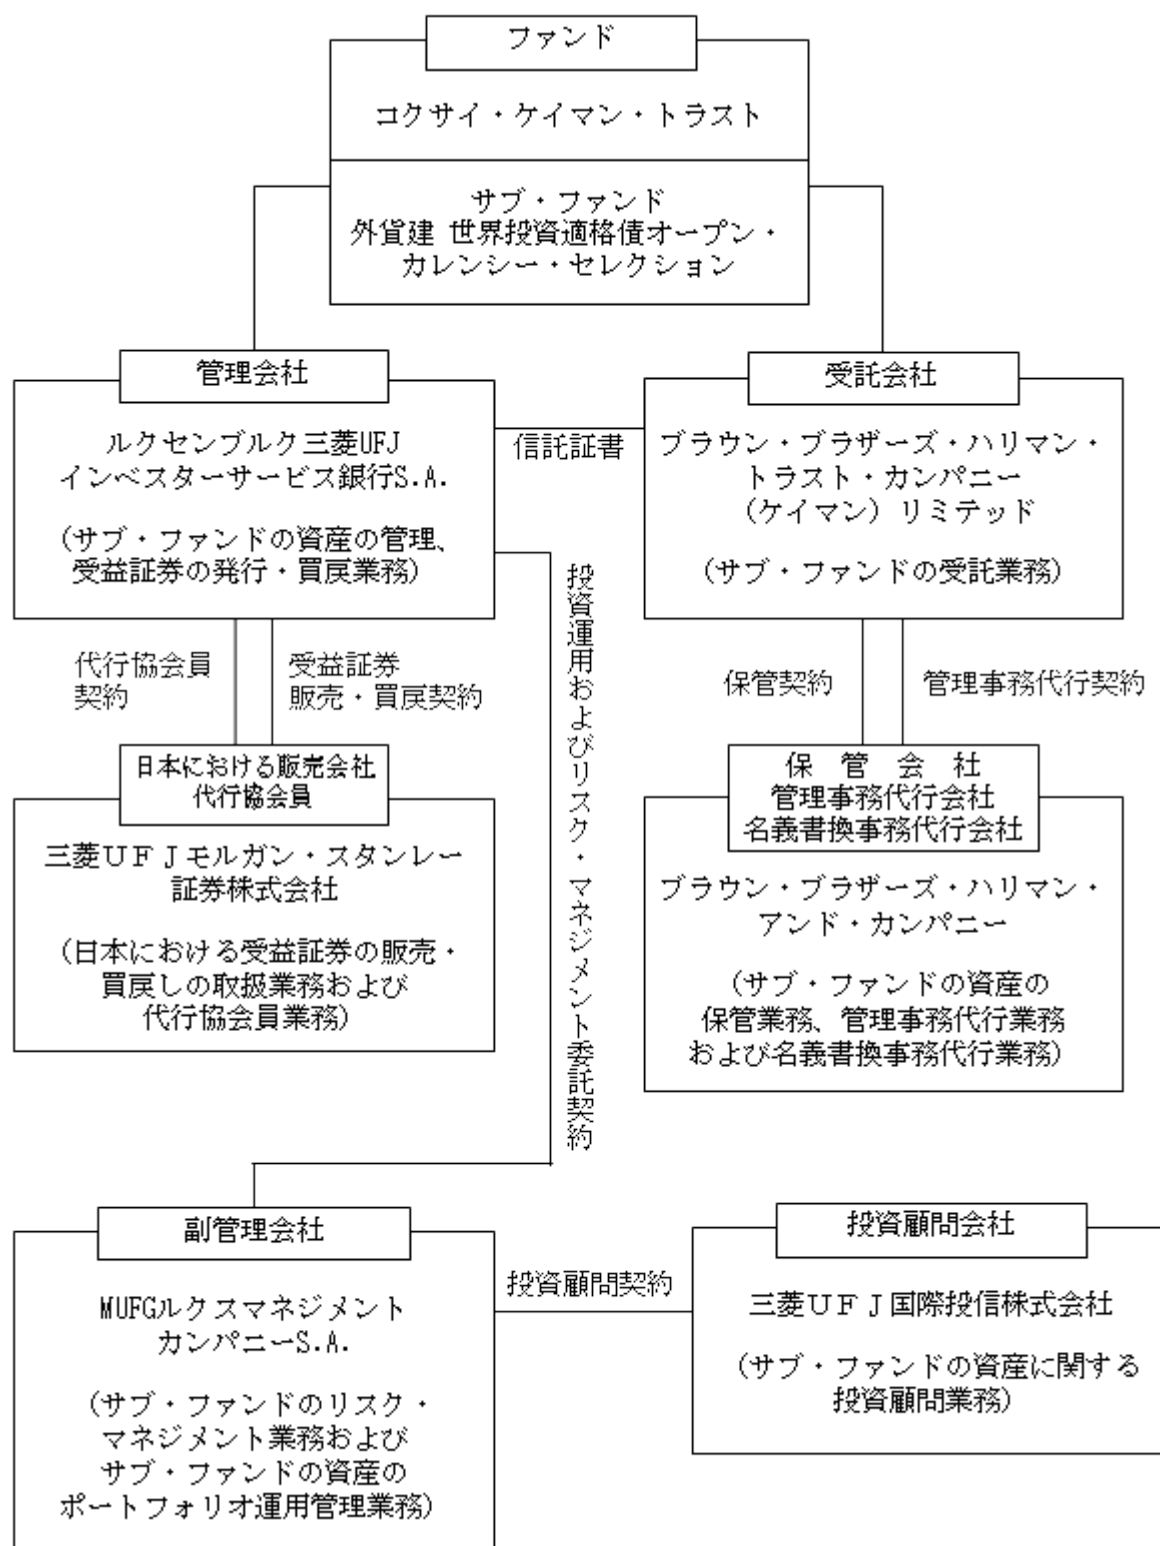 ファンド
コクサイ・ケイマン・トラスト
サブ・ファンド
外貨建 世界投資適格債オープン・
カレンシー・セレクション
管理会社
ルクセンブルク三菱UFJ
インベスターサービス銀行S.A.
(サブ・ファンドの資産の管理、
受益証券の発行・買戻業務)
信託証書
受託会社
ブラウン・ブラザーズ・ハリマン・
トラスト・カンパニー
(ケイマン) リミテッド
(サブ・ファンドの受託業務)
代行協会員
契約
受益証券
販売・買戻契約
投資運用およびリスク・マネジメント委託契約
保管契約
管理事務代行契約
日本における販売会社
代行協会員
三菱UFJモルガン・スタンレー
証券株式会社
(日本における受益証券の販売・
買戻しの取扱業務および
代行協会員業務)
保 管 会 社
管理事務代行会社
名義書換事務代行会社
ブラウン・ブラザーズ・ハリマン・
アンド・カンパニー
(サブ・ファンドの資産の
保管業務、管理事務代行業務
および名義書換事務代行業務)
副管理会社
MUFGルクスマネジメント
カンパニーS.A.
(サブ・ファンドのリスク・
マネジメント業務および
サブ・ファンドの資産の
ポートフォリオ運用管理業務)
投資顧問契約
投資顧問会社
三菱UFJ国際投信株式会社
(サブ・ファンドの資産に関する
投資顧問業務)